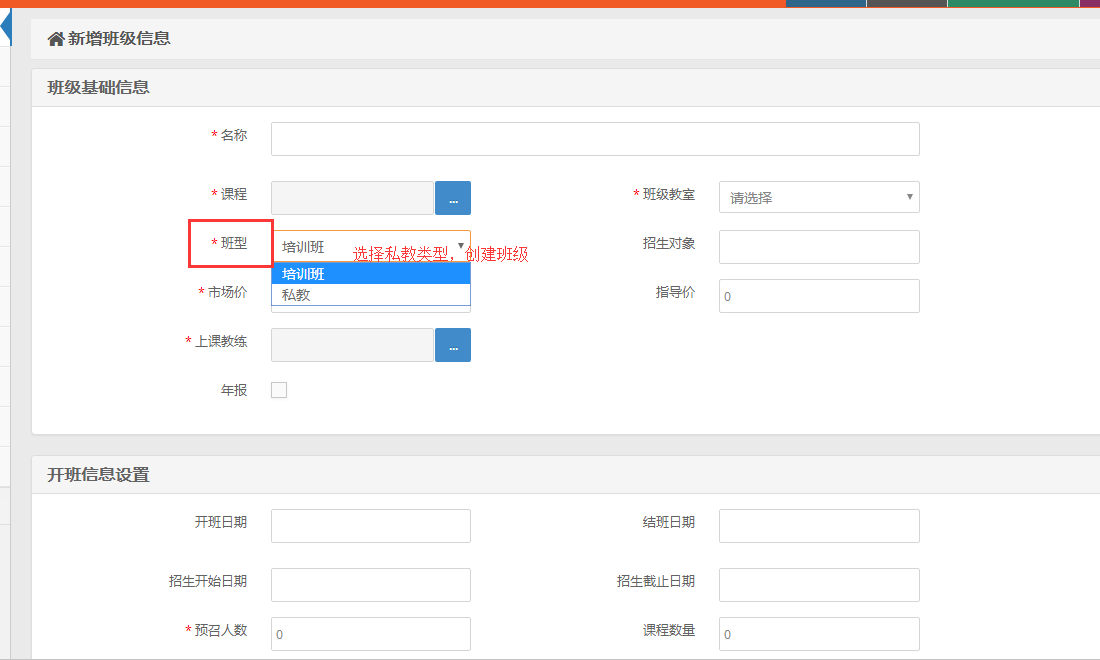 新增班级信息
班级基础信息
* 名称
* 课程 ... * 班级教室 请选择
* 班型 培训班 选择私教类型，创建班级 招生对象
培训班
私教
* 市场价 指导价 0
* 上课教练 ...
年报
开班信息设置
开班日期 结班日期
招生开始日期 招生截止日期
* 预召人数 0 课程数量 0